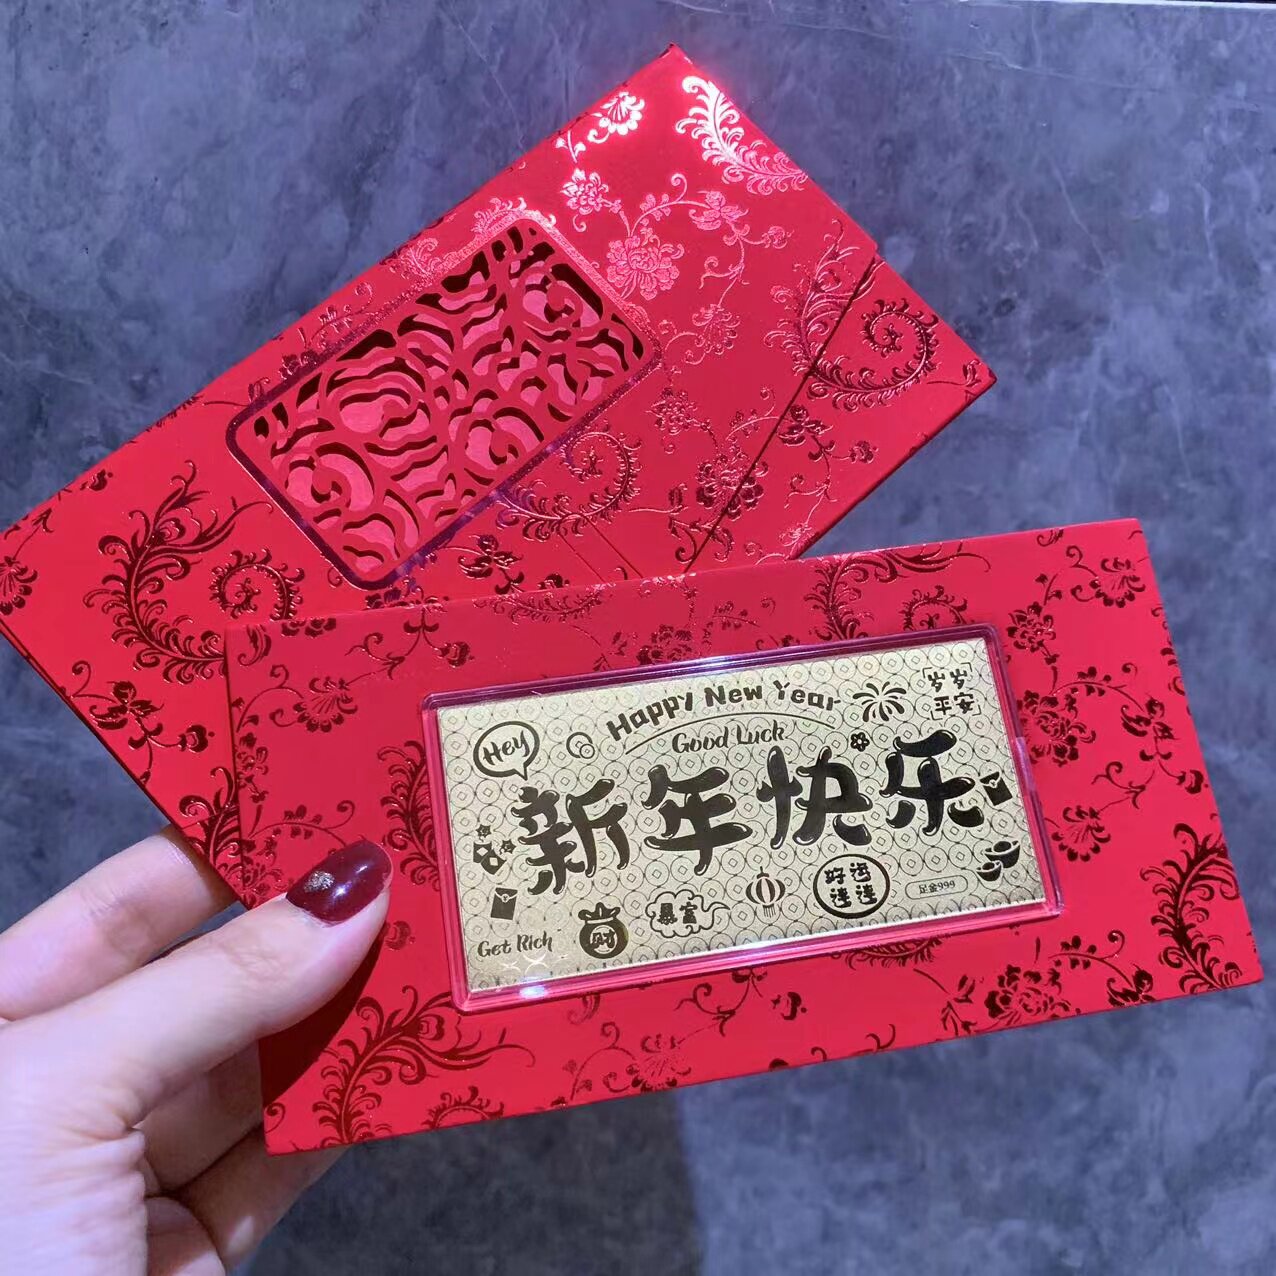 Happy New Year
岁岁
平安
Hey
Good Luck
新年快乐
好运
连连
足金999
暴富
财
Get Rich